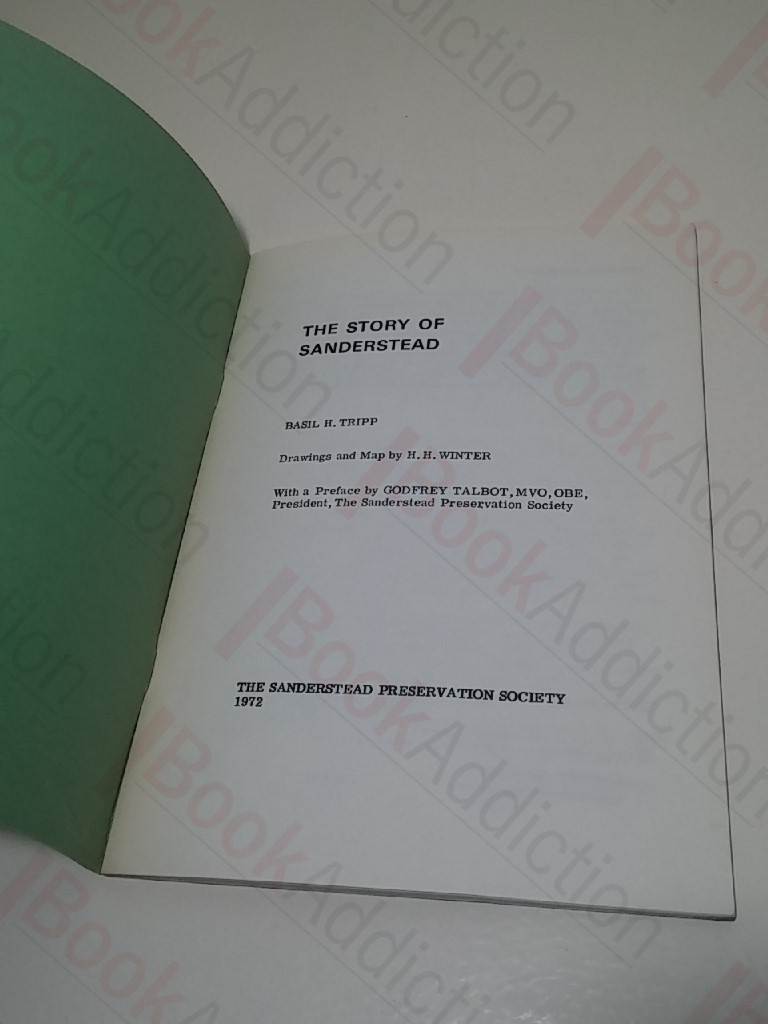 THE STORY OF
SANDERSTEAD
BASIL H. TRIPP
Drawings and Map by H. H. WINTER
With a Preface by GODFREY TALBOT, MVO, OBE,
President, The Sanderstead Preservation Society
THE SANDERSTEAD PRESERVATION SOCIETY
1972
BookAddiction